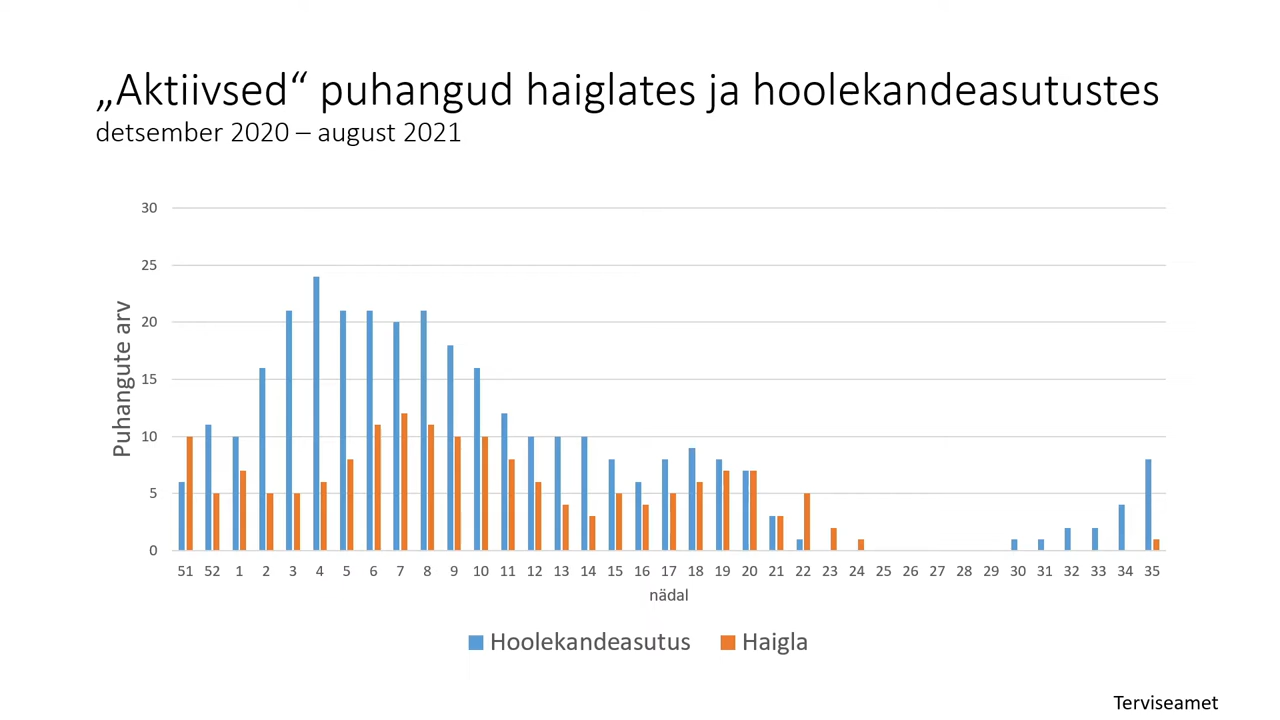 „Aktiivsed“ puhangud haiglates ja hoolekandeasutustes
detsember 2020 – august 2021
30
25
20
15
10
5
0
Puhangute arv
51 52 1 2 3 4 5 6 7 8 9 10 11 12 13 14 15 16 17 18 19 20 21 22 23 24 25 26 27 28 29 30 31 32 33 34 35
nädal
Hoolekandeasutus Haigla
Terviseamet